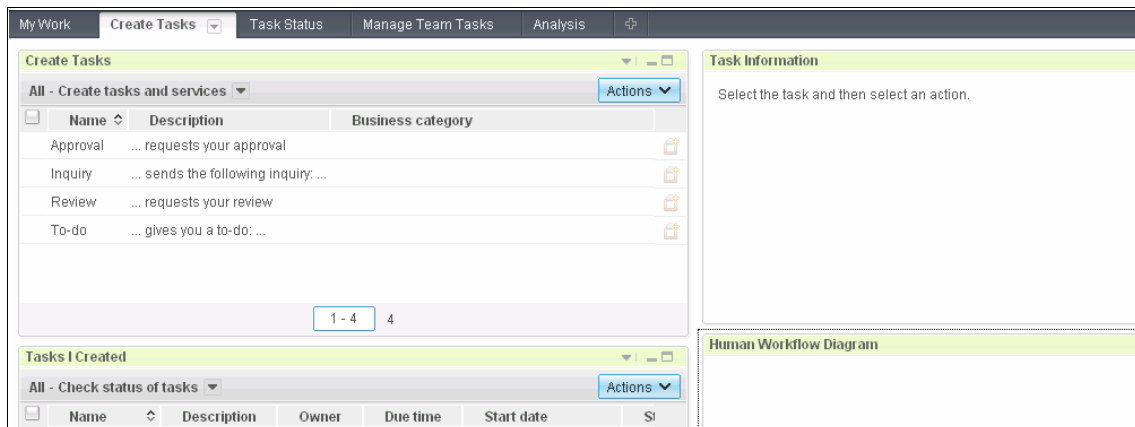 My Work Create Tasks Task Status Manage Team Tasks Analysis
Create Tasks
All - Create tasks and services Actions
Name Description Business category
Approval ... requests your approval
Inquiry ... sends the following inquiry: ...
Review ... requests your review
To-do ... gives you a to-do: ...
1 - 4 4
Tasks I Created
All - Check status of tasks Actions
Name Description Owner Due time Start date
Task Information
Select the task and then select an action.
Human Workflow Diagram